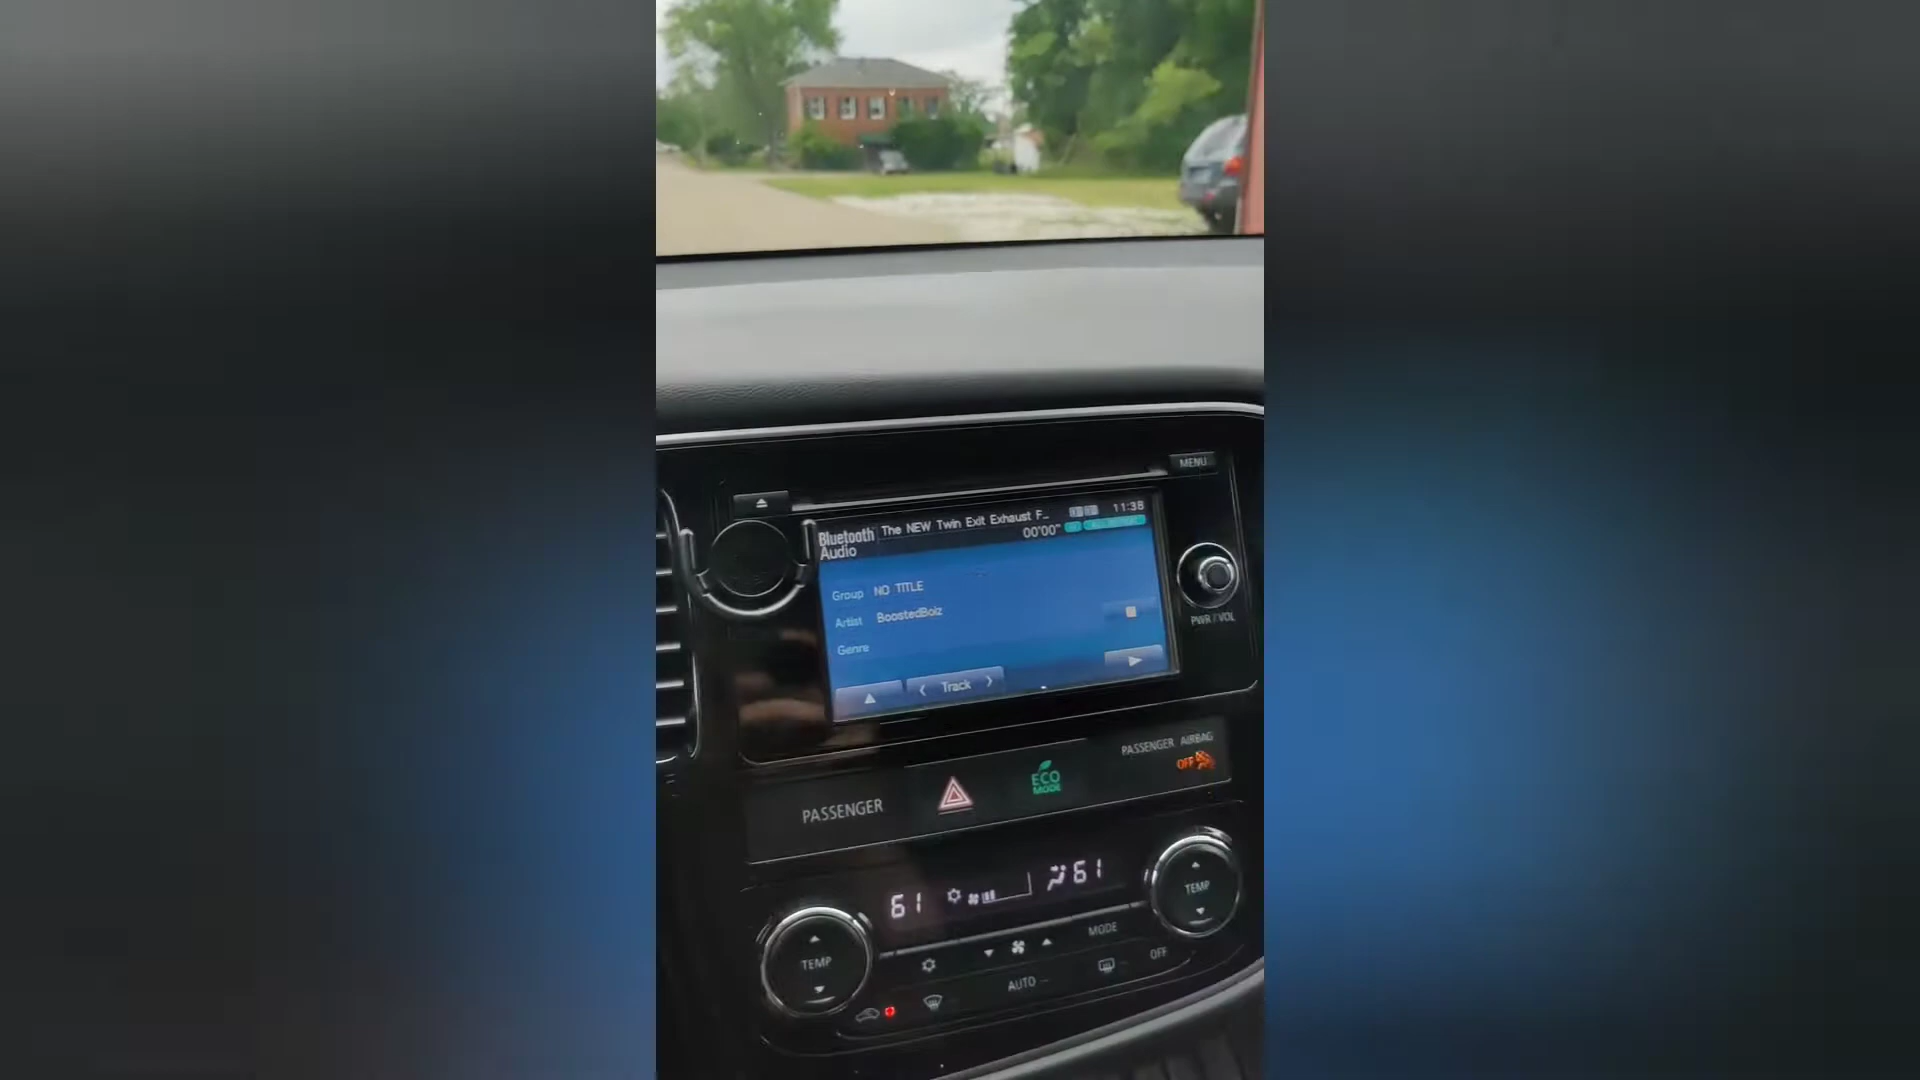 MENU
Bluetooth
Audio
The NEW Twin Exit Exhaust F...
11:38
00'00"
Group NO TITLE
Artist BoostedBoiz
Genre
Track
PWR / VOL
PASSENGER AIRBAG
OFF
PASSENGER
ECO
MODE
61
61
TEMP
TEMP
MODE
AUTO
OFF